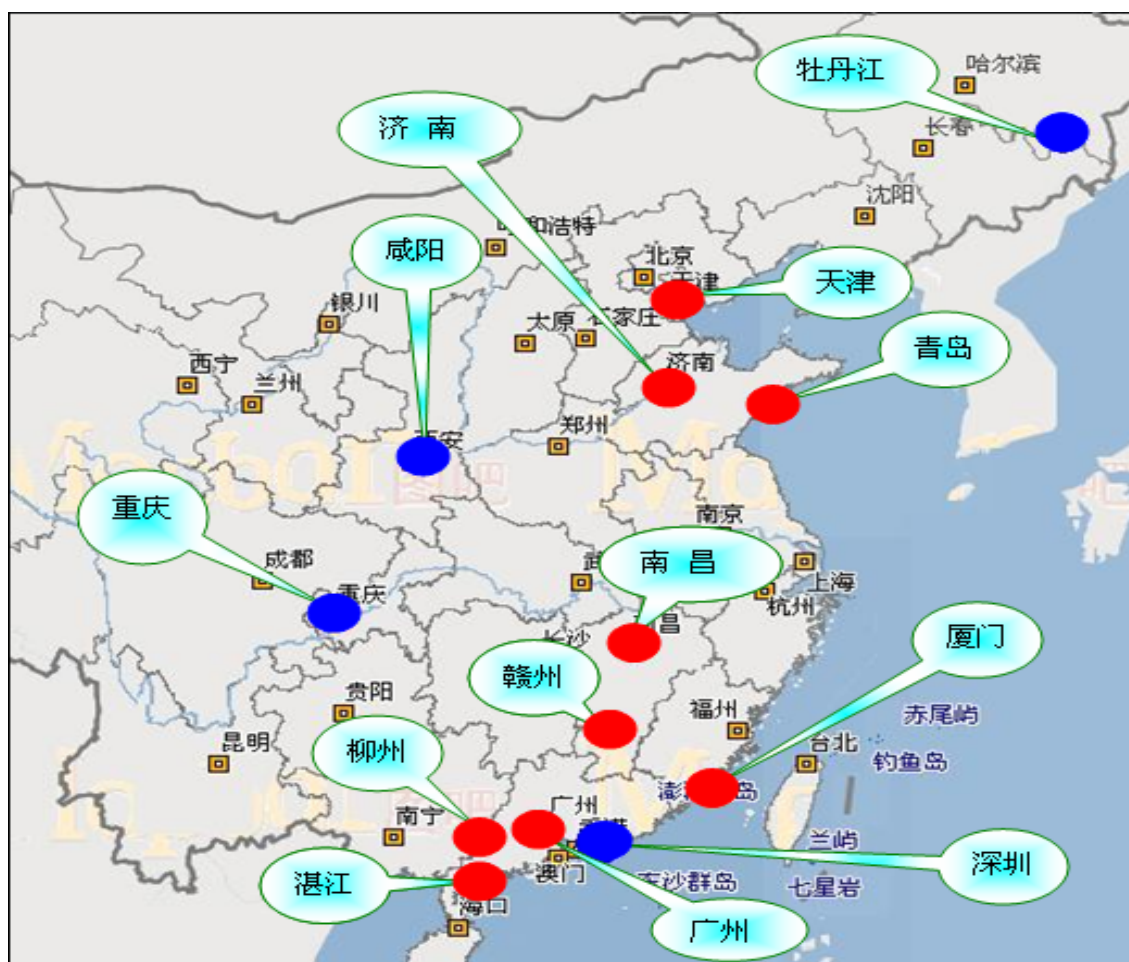 牡丹江
哈尔滨
济 南
长春
沈阳
咸阳
呼和浩特
北京
天津
天津
银川
太原
石家庄
青岛
西宁
兰州
济南
郑州
西安
图吧
重庆
南京
南 昌
成都
重庆
上海
杭州
长沙
厦门
赣州
贵阳
福州
赤尾屿
昆明
柳州
台北
钓鱼岛
广州
南宁
兰屿
澳门
深圳
湛江
东沙群岛
七星岩
海口
广州